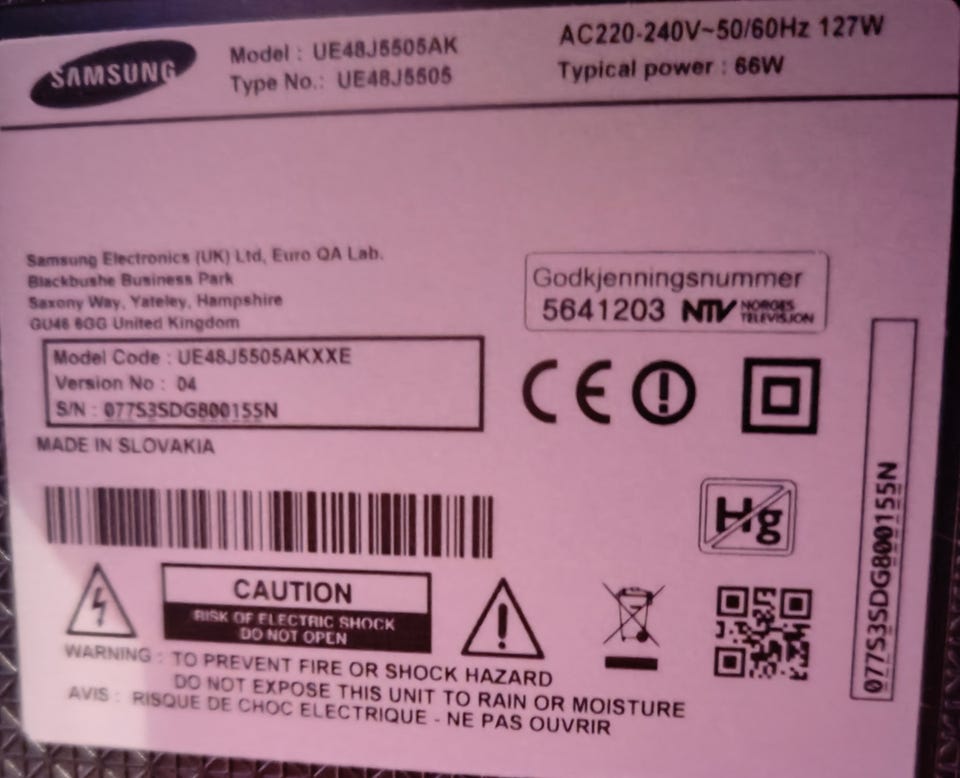 SAMSUNG
Model : UE48J5505AK
Type No.: UE48J5505
AC220-240V~50/60Hz 127W
Typical power : 66W
Samsung Electronics (UK) Ltd, Euro QA Lab.
Blackbushe Business Park
Saxony Way, Yateley, Hampshire
GU46 6GG United Kingdom
Godkjenningsnummer
5641203 NTV NORGES TELEVISJON
Model Code : UE48J5505AKXXE
Version No : 04
S/N : 077S3SDG800155N
MADE IN SLOVAKIA
CE
Hg
077S3SDG800155N
CAUTION
RISK OF ELECTRIC SHOCK
DO NOT OPEN
WARNING : TO PREVENT FIRE OR SHOCK HAZARD
DO NOT EXPOSE THIS UNIT TO RAIN OR MOISTURE
AVIS : RISQUE DE CHOC ELECTRIQUE - NE PAS OUVRIR